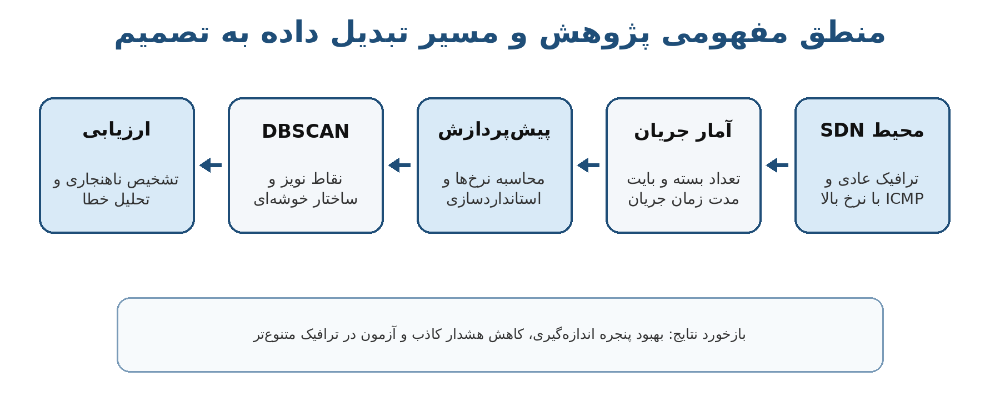 منطق مفهومی پژوهش و مسیر تبدیل داده به تصمیم
محیط SDN
ترافیک عادی و
ICMP با نرخ بالا
آمار جریان
تعداد بسته و بایت
مدت زمان جریان
پیش‌پردازش
محاسبه نرخ‌ها و
استانداردسازی
DBSCAN
نقاط نویز و
ساختار خوشه‌ای
ارزیابی
تشخیص ناهنجاری و
تحلیل خطا
بازخورد نتایج: بهبود پنجره اندازه‌گیری، کاهش هشدار کاذب و آزمون در ترافیک متنوع‌تر